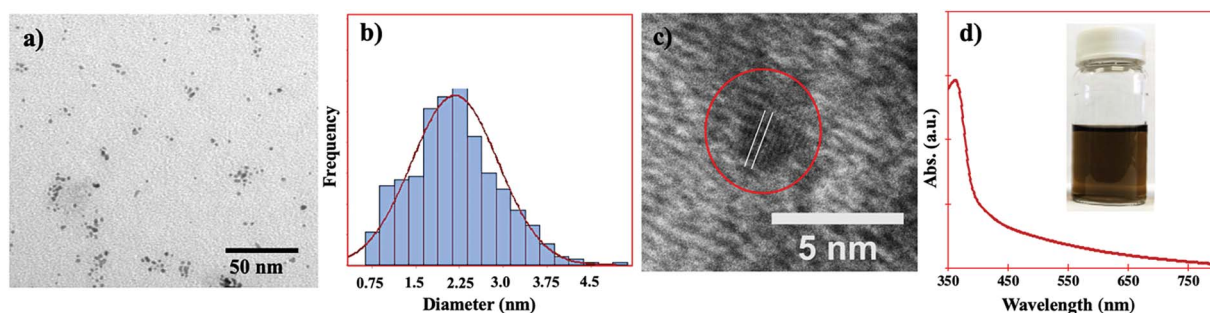 a)
50 nm
b)
Frequency
0.75 1.5 2.25 3.0 3.75 4.5
Diameter (nm)
c)
5 nm
d)
Abs. (a.u.)
350 450 550 650 750
Wavelength (nm)